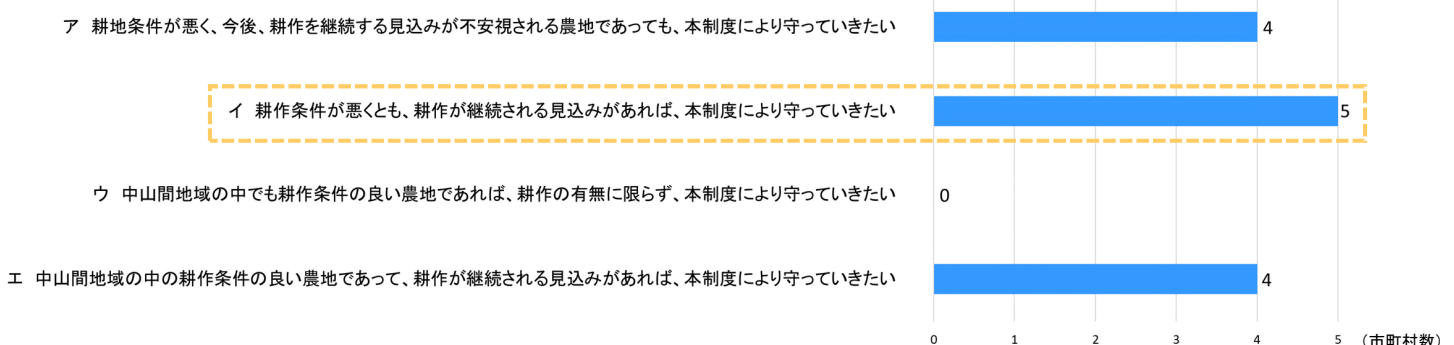 ア 耕地条件が悪く、今後、耕作を継続する見込みが不安視される農地であっても、本制度により守っていきたい 4
イ 耕作条件が悪くとも、耕作が継続される見込みがあれば、本制度により守っていきたい 5
ウ 中山間地域の中でも耕作条件の良い農地であれば、耕作の有無に限らず、本制度により守っていきたい 0
エ 中山間地域の中の耕作条件の良い農地であって、耕作が継続される見込みがあれば、本制度により守っていきたい 4
0 1 2 3 4 5 (市町村数)